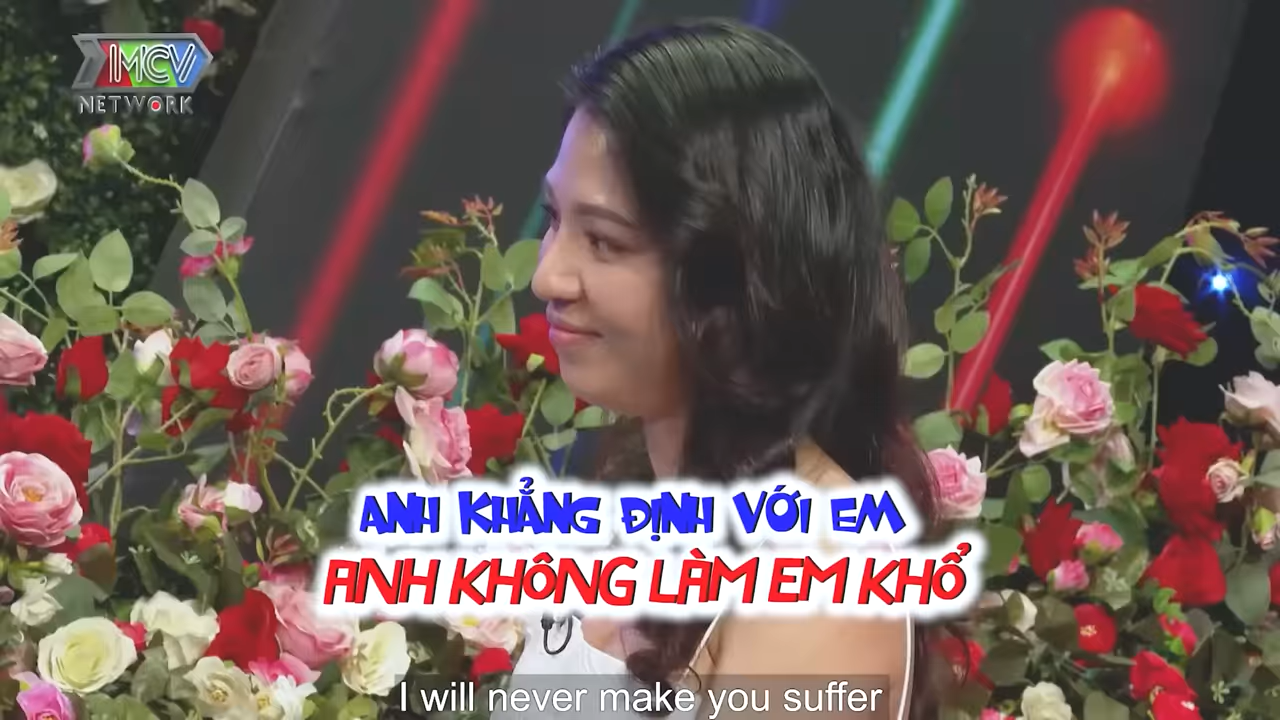 MCV
NETWORK
ANH KHẲNG ĐỊNH VỚI EM
ANH KHÔNG LÀM EM KHỔ
I will never make you suffer